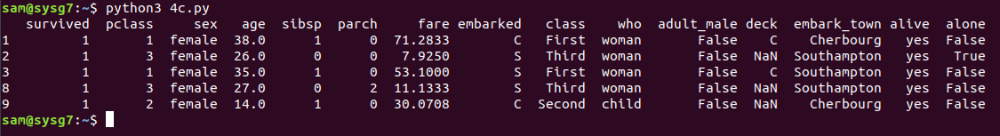 sam@sysg7:~$ python3 4c.py
   survived  pclass     sex   age  sibsp  parch     fare embarked   class    who  adult_male deck  embark_town alive  alone
1         1       1  female  38.0      1      0  71.2833        C   First  woman       False    C    Cherbourg   yes  False
2         1       3  female  26.0      0      0   7.9250        S   Third  woman       False  NaN  Southampton   yes   True
3         1       1  female  35.0      1      0  53.1000        S   First  woman       False    C  Southampton   yes  False
8         1       3  female  27.0      0      2  11.1333        S   Third  woman       False  NaN  Southampton   yes  False
9         1       2  female  14.0      1      0  30.0708        C  Second  child       False  NaN    Cherbourg   yes  False
sam@sysg7:~$